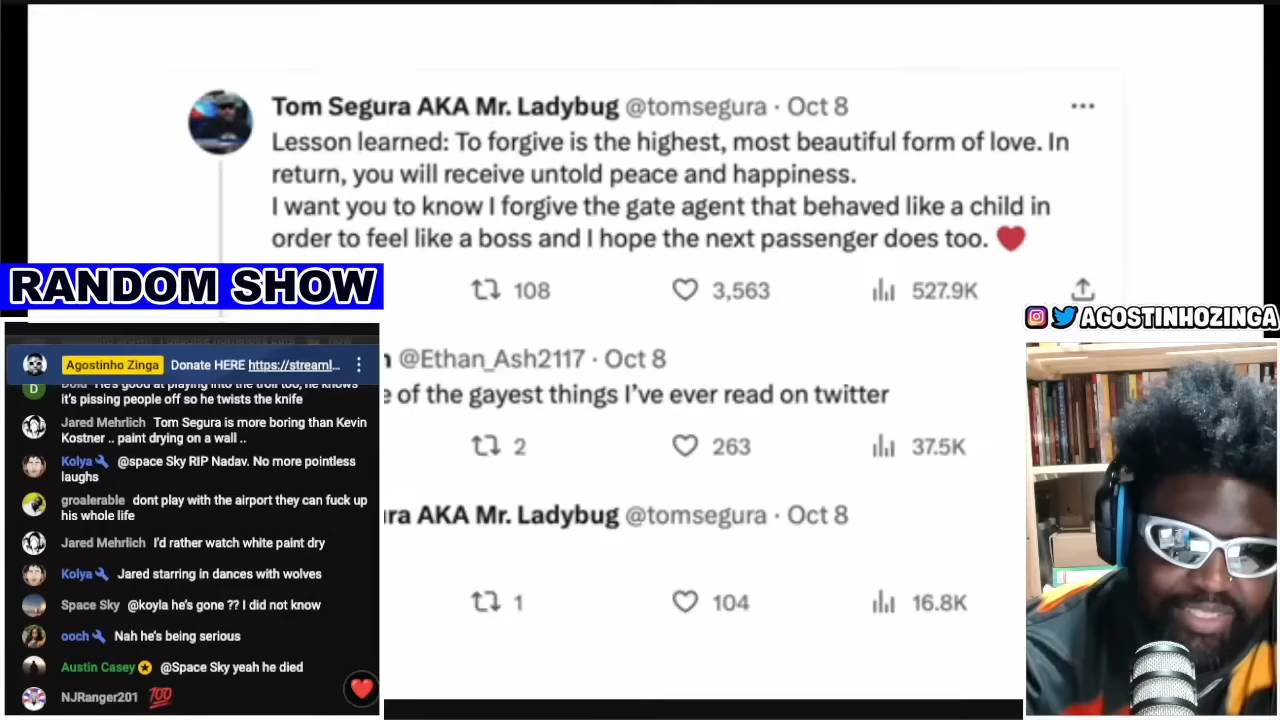 Tom Segura AKA Mr. Ladybug @tomsegura · Oct 8
Lesson learned: To forgive is the highest, most beautiful form of love. In
return, you will receive untold peace and happiness.
I want you to know I forgive the gate agent that behaved like a child in
order to feel like a boss and I hope the next passenger does too. ❤️
108 3,563 527.9K
@Ethan_Ash2117 · Oct 8
of the gayest things I've ever read on twitter
2 263 37.5K
AKA Mr. Ladybug @tomsegura · Oct 8
1 104 16.8K
RANDOM SHOW
Agostinho Zinga Donate HERE https://streaml...
D
He's good at playing into the troll too, he knows
it's pissing people off so he twists the knife
Jared Mehrlich Tom Segura is more boring than Kevin
Kostner .. paint drying on a wall ..
Kolya @space Sky RIP Nadav. No more pointless
laughs
groalerable dont play with the airport they can fuck up
his whole life
Jared Mehrlich I'd rather watch white paint dry
Kolya Jared starring in dances with wolves
Space Sky @koyla he's gone ?? I did not know
ooch Nah he's being serious
Austin Casey @Space Sky yeah he died
NJRanger201 💯
AGOSTINHOZINGA